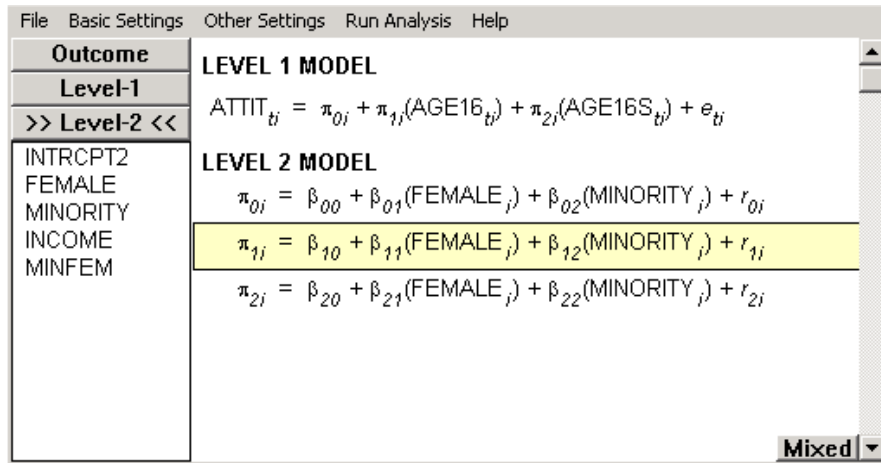 File Basic Settings Other Settings Run Analysis Help
Outcome
Level-1
>> Level-2 <<
INTRCPT2
FEMALE
MINORITY
INCOME
MINFEM
LEVEL 1 MODEL
ATTIT_ti = π_0i + π_1i(AGE16_ti) + π_2i(AGE16S_ti) + e_ti
LEVEL 2 MODEL
π_0i = β_00 + β_01(FEMALE_i) + β_02(MINORITY_i) + r_0i
π_1i = β_10 + β_11(FEMALE_i) + β_12(MINORITY_i) + r_1i
π_2i = β_20 + β_21(FEMALE_i) + β_22(MINORITY_i) + r_2i
Mixed